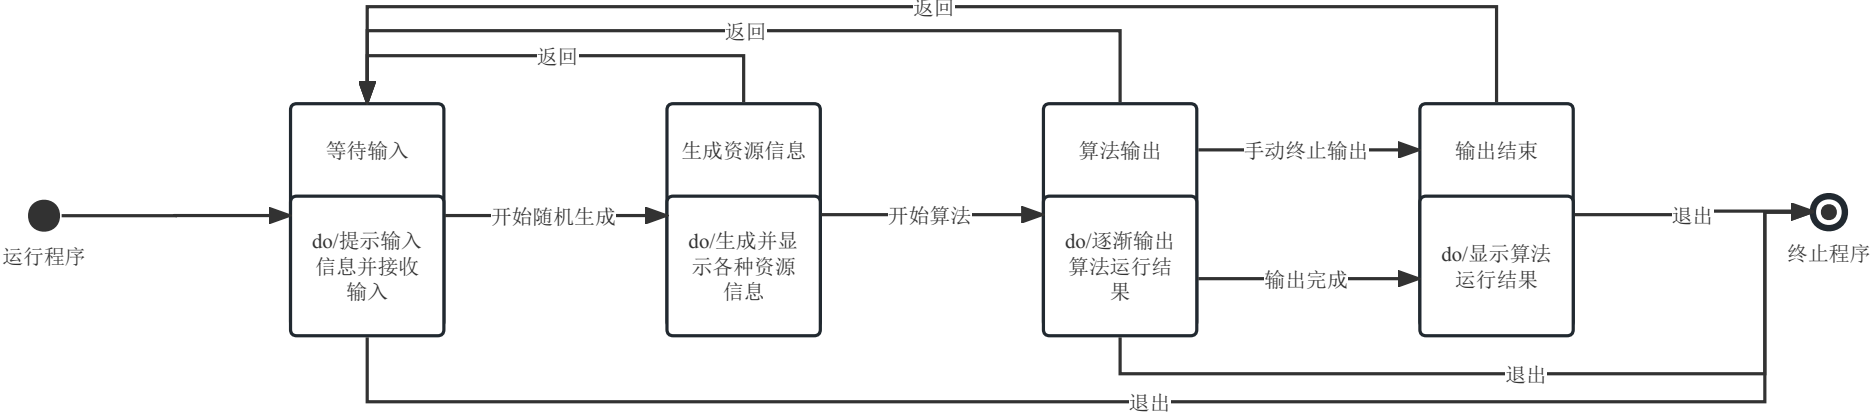 返回
返回
返回
等待输入
生成资源信息
算法输出
手动终止输出
输出结束
开始随机生成
开始算法
退出
运行程序
do/提示输入
信息并接收
输入
do/生成并显
示各种资源
信息
do/逐渐输出
算法运行结
果
输出完成
do/显示算法
运行结果
终止程序
退出
退出